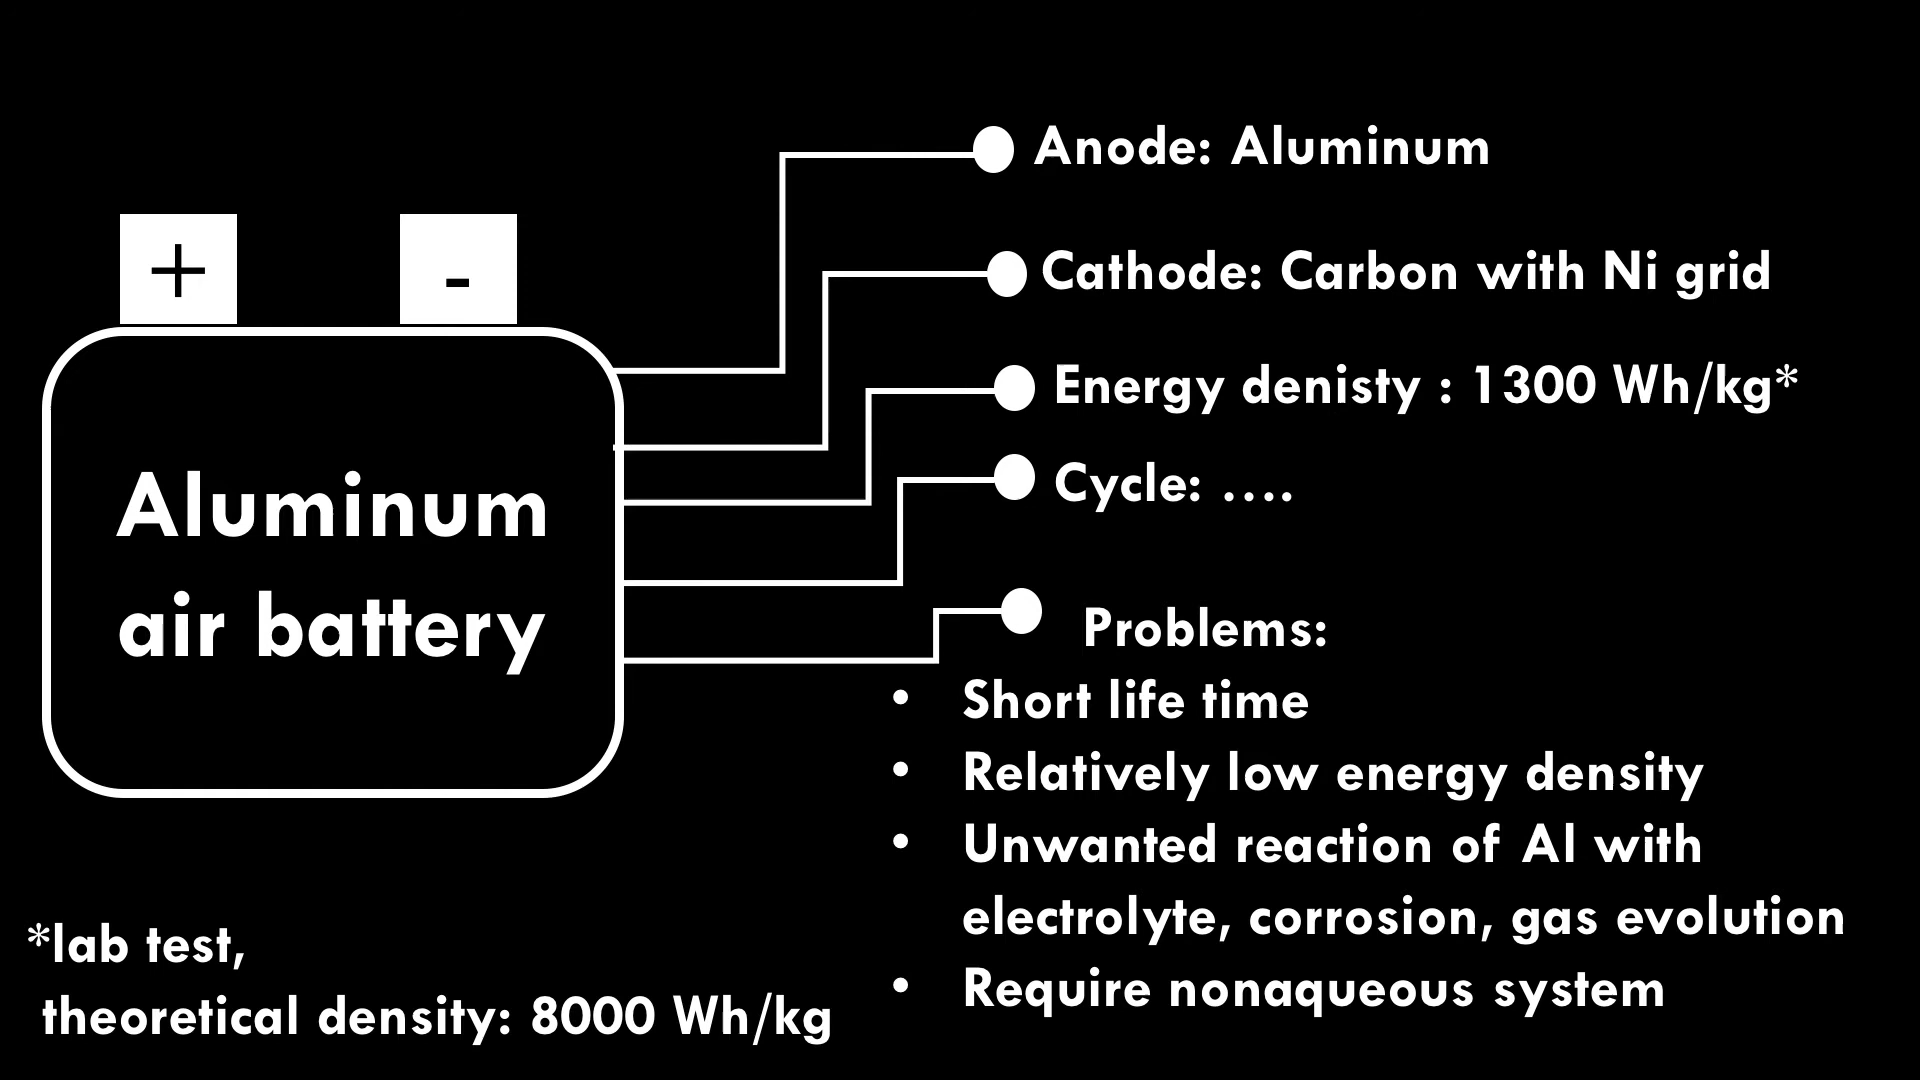 + -
Aluminum
air battery
Anode: Aluminum
Cathode: Carbon with Ni grid
Energy denisty : 1300 Wh/kg*
Cycle: ....
Problems:
• Short life time
• Relatively low energy density
• Unwanted reaction of Al with
electrolyte, corrosion, gas evolution
• Require nonaqueous system
*lab test,
theoretical density: 8000 Wh/kg